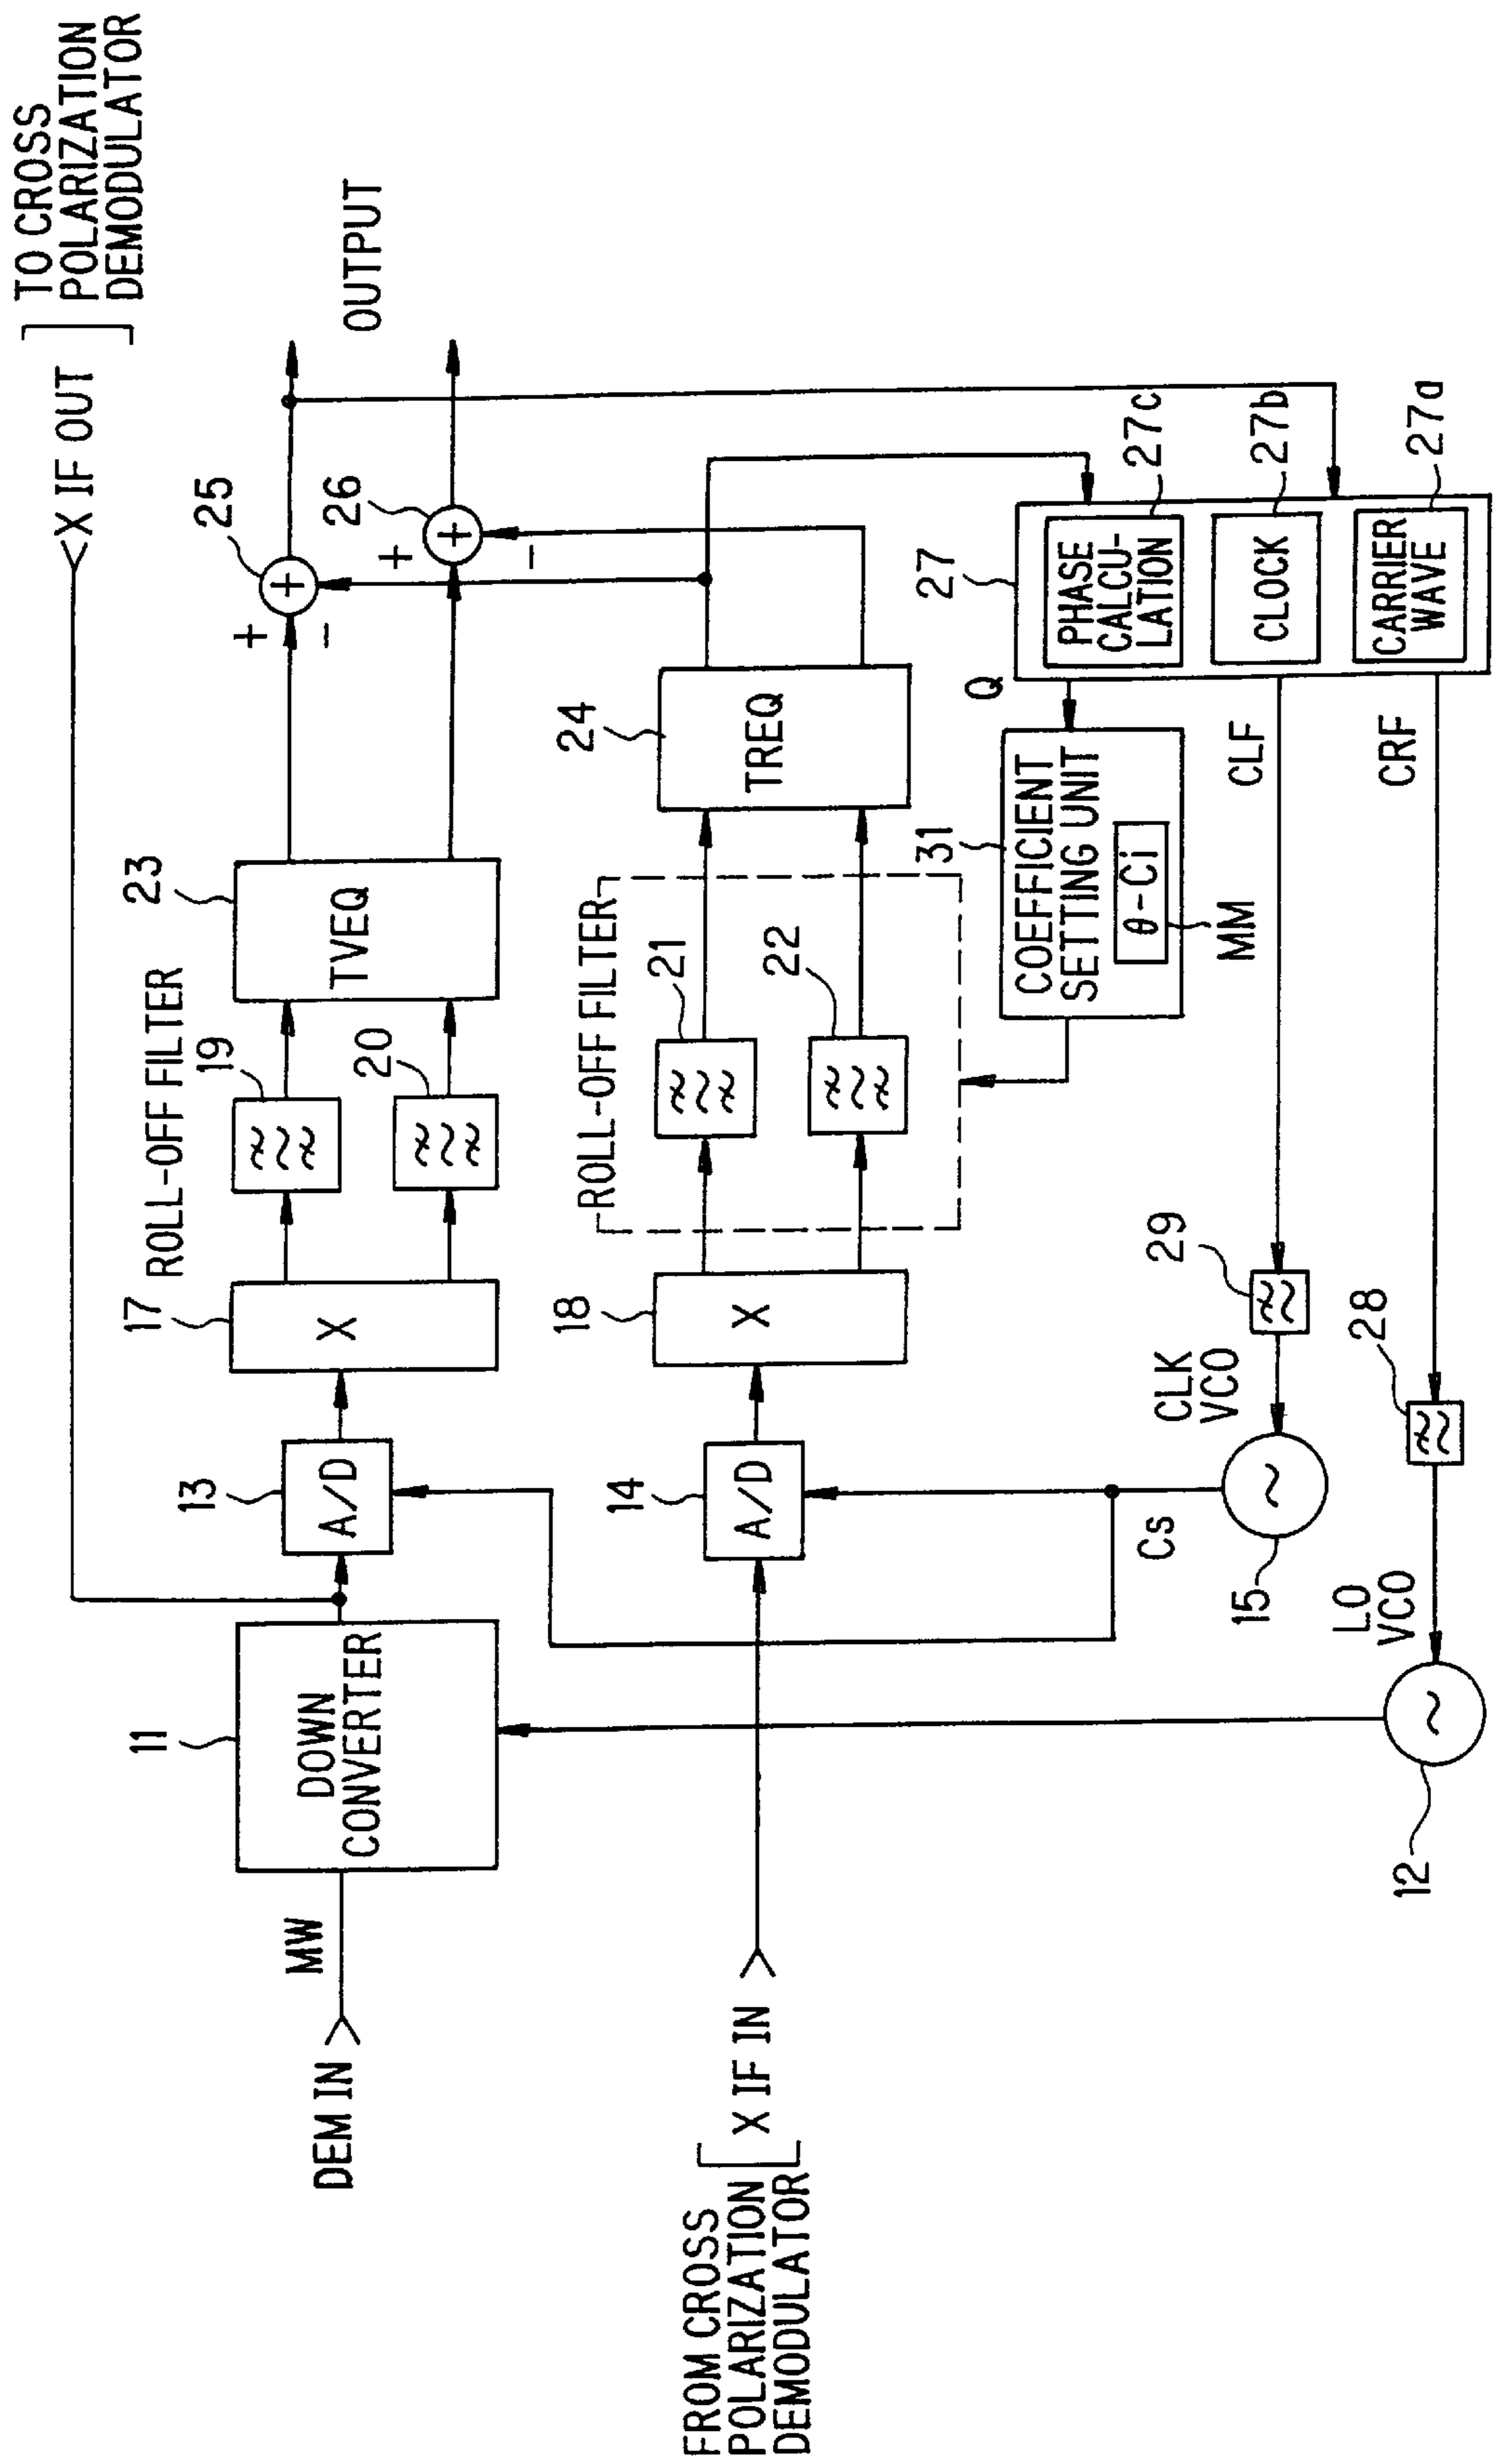 TO CROSS
POLARIZATION
DEMODULATOR
<X IF OUT
OUTPUT
25
+
+
-
26
+
+
-
23
TVEQ
ROLL-OFF FILTER
19
20
17
X
13
A/D
11
DOWN
CONVERTER
MW
DEM IN >
24
TREQ
ROLL-OFF FILTER
21
22
18
X
14
A/D
FROM CROSS
POLARIZATION
DEMODULATOR
X IF IN >
27
PHASE
CALCU-
LATION
27c
CLOCK
27b
CARRIER
WAVE
27a
Q
31
COEFFICIENT
SETTING UNIT
θ-Ci
MM
CLF
CRF
29
28
CLK
VCO
15
Cs
LO
VCO
12